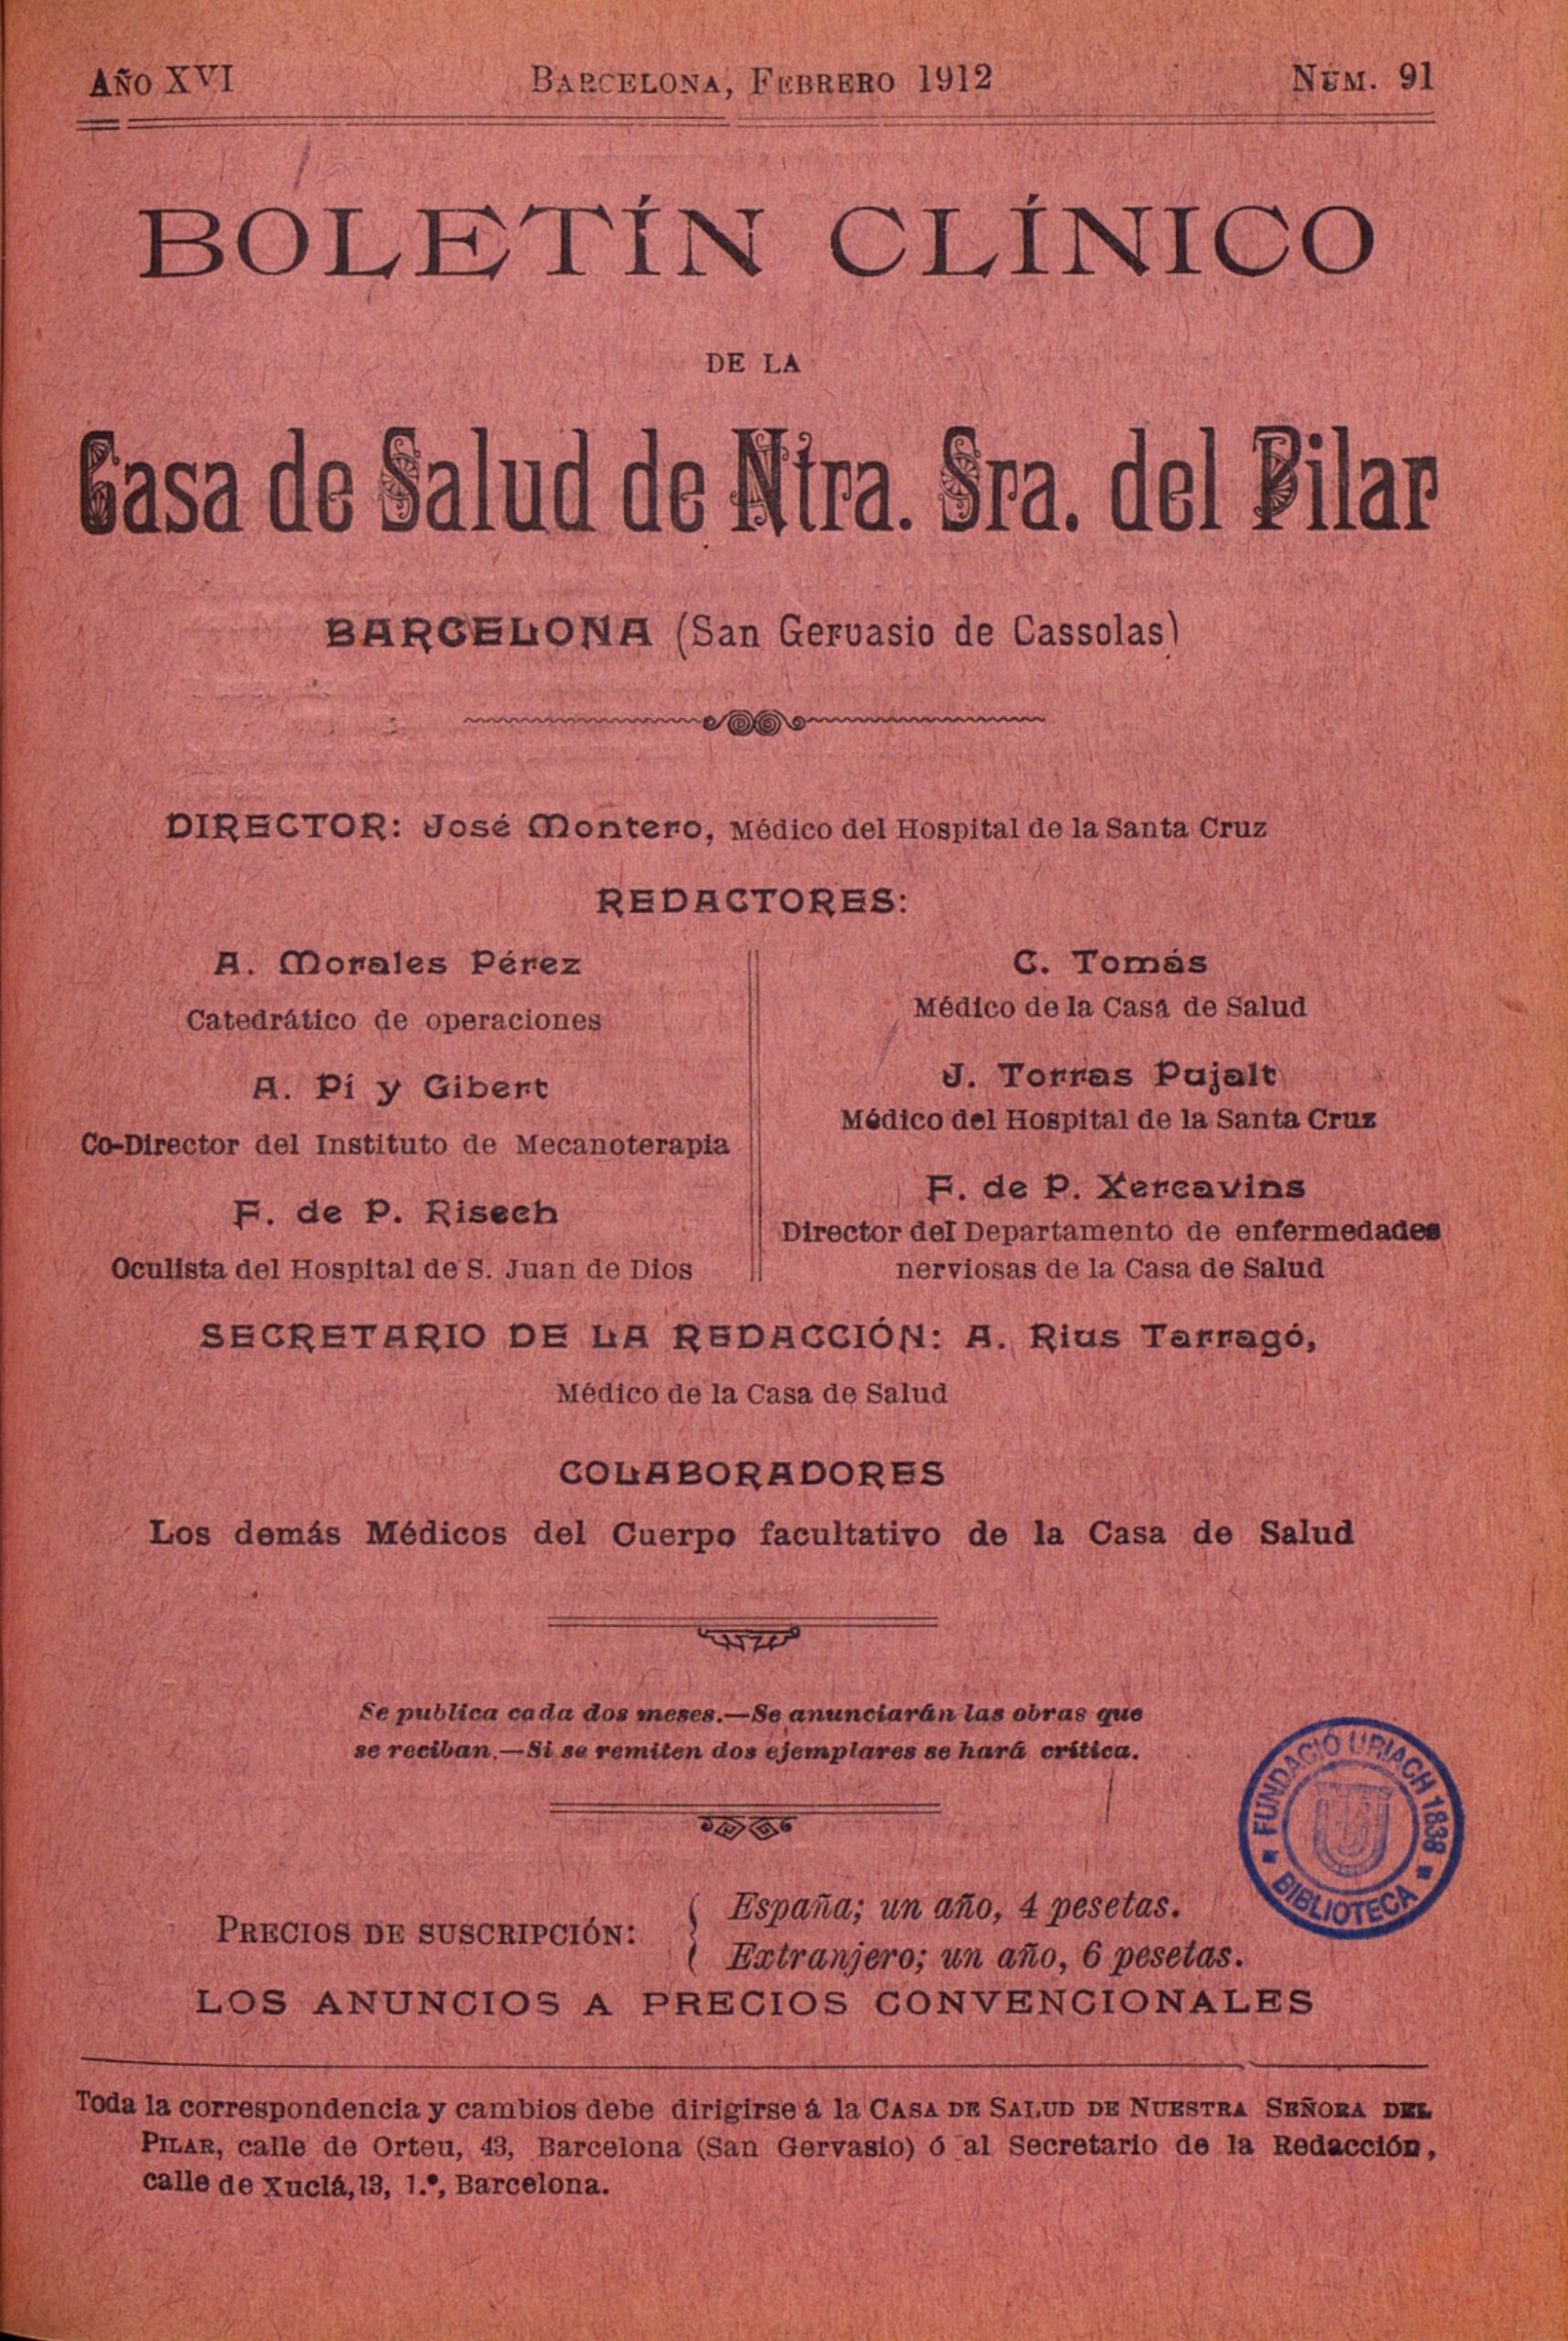 Año XVI
Barcelona, Febrero 1912
Núm. 91
BOLETÍN CLÍNICO
DE LA
Casa de Salud de Ntra. Sra. del Pilar
BARCELONA (San Gervasio de Cassolas)
DIRECTOR: José Montero, Médico del Hospital de la Santa Cruz
REDACTORES:
A. Morales Pérez
Catedrático de operaciones
A. Pí y Gibert
Co-Director del Instituto de Mecanoterapia
F. de P. Risech
Oculista del Hospital de S. Juan de Dios
C. Tomás
Médico de la Casa de Salud
J. Torras Pujalt
Médico del Hospital de la Santa Cruz
F. de P. Xercavins
Director del Departamento de enfermedades
nerviosas de la Casa de Salud
SECRETARIO DE LA REDACCIÓN: A. Rius Tarragó,
Médico de la Casa de Salud
COLABORADORES
Los demás Médicos del Cuerpo facultativo de la Casa de Salud
Se publica cada dos meses.—Se anunciarán las obras que
se reciban.—Si se remiten dos ejemplares se hará crítica.
FUNDACIÓ URIACH 1838
BIBLIOTECA
Precios de suscripción:
España; un año, 4 pesetas.
Extranjero; un año, 6 pesetas.
LOS ANUNCIOS A PRECIOS CONVENCIONALES
Toda la correspondencia y cambios debe dirigirse á la Casa de Salud de Nuestra Señora del
Pilar, calle de Orteu, 43, Barcelona (San Gervasio) ó al Secretario de la Redacción,
calle de Xuclá, 13, 1.º, Barcelona.